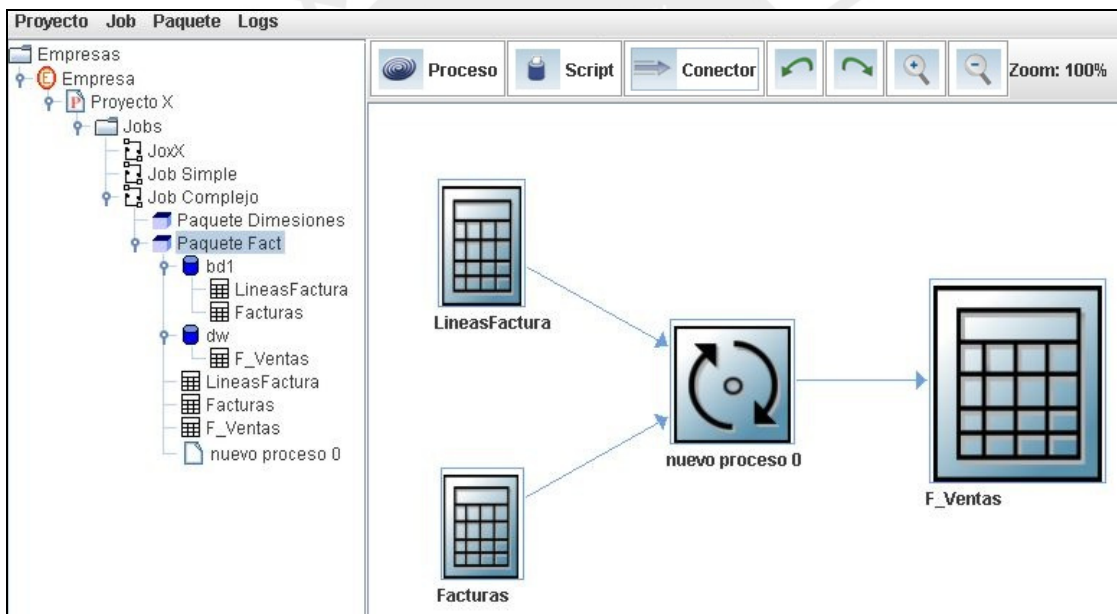 Proyecto Job Paquete Logs
Empresas
Empresa
Proyecto X
Jobs
JoxX
Job Simple
Job Complejo
Paquete Dimesiones
Paquete Fact
bd1
LineasFactura
Facturas
dw
F_Ventas
LineasFactura
Facturas
F_Ventas
nuevo proceso 0
Proceso Script Conector Zoom: 100%
LineasFactura
nuevo proceso 0
F_Ventas
Facturas